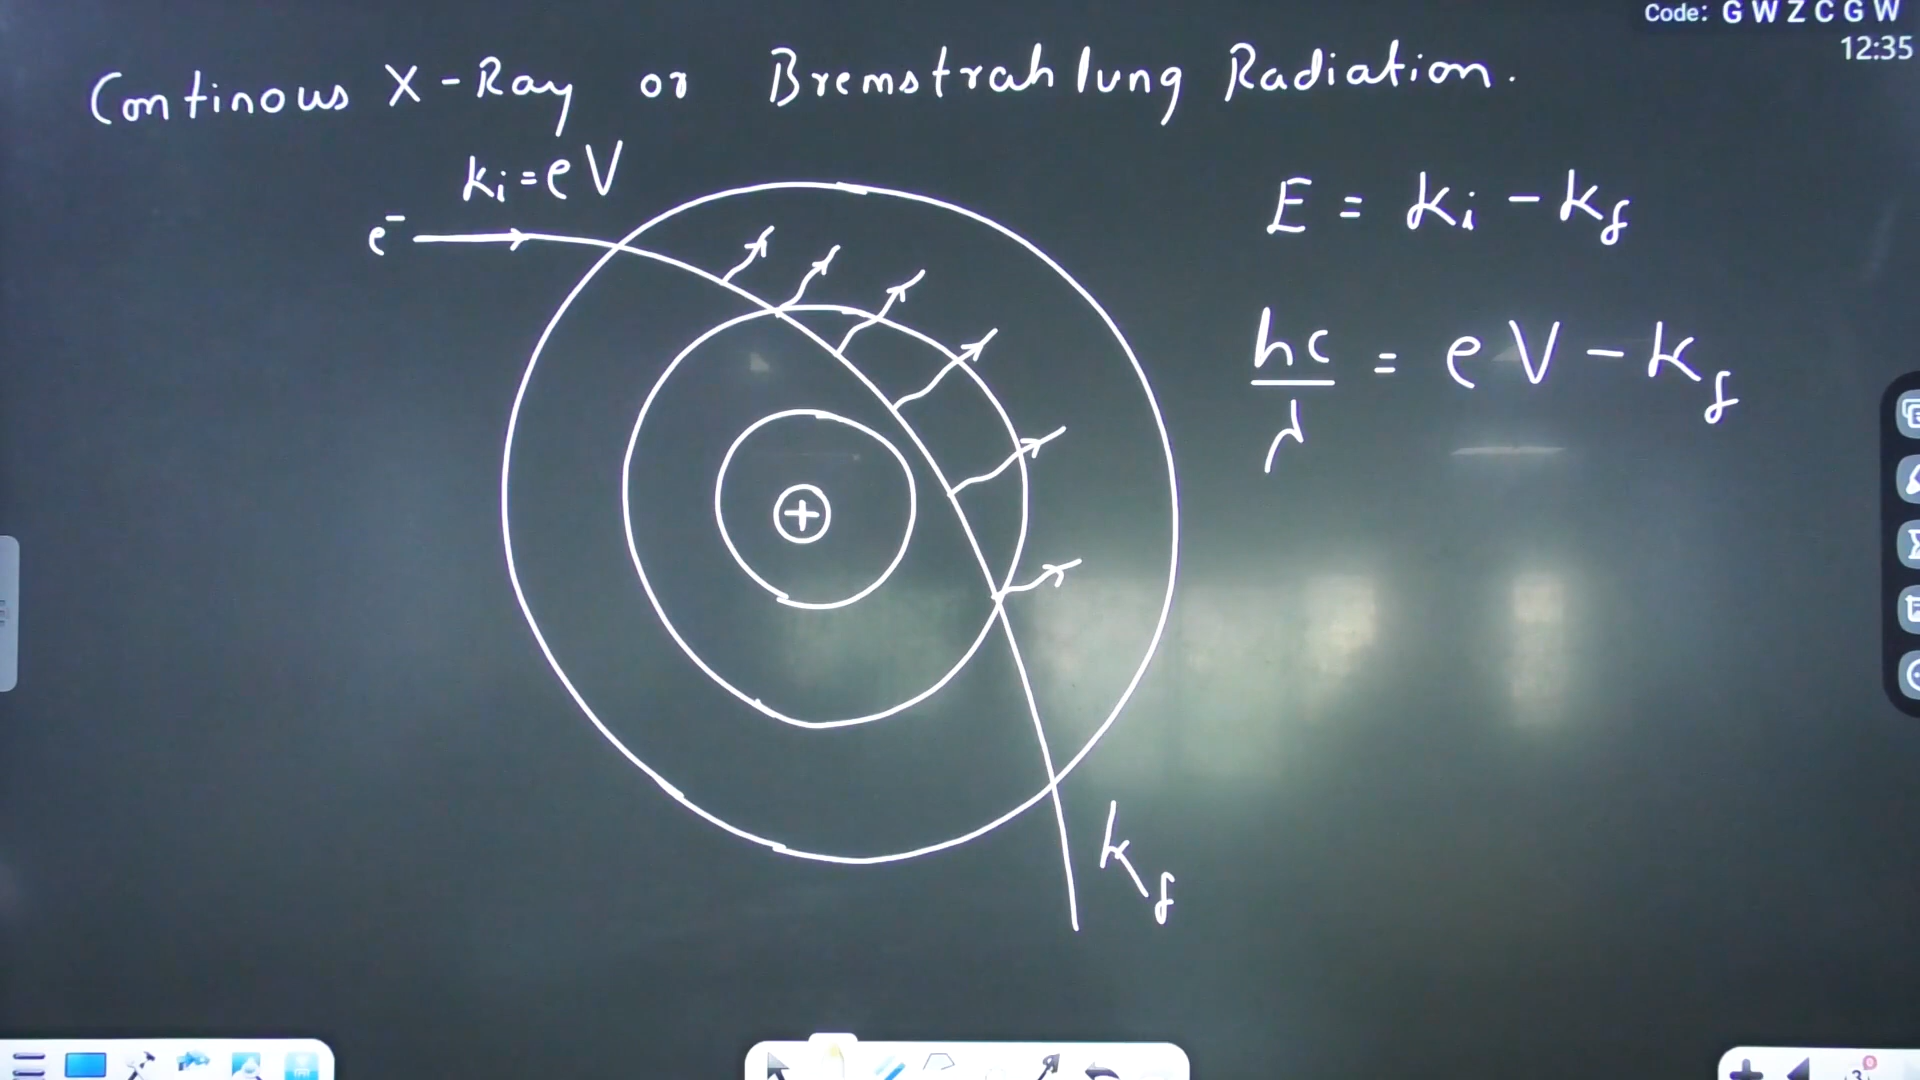 Code: G W Z C G W
12:35
Continous X-Ray or Bremstrahlung Radiation.
Ki = eV
e⁻
E = Ki - Kf
hc/λ = eV - Kf
+
Kf